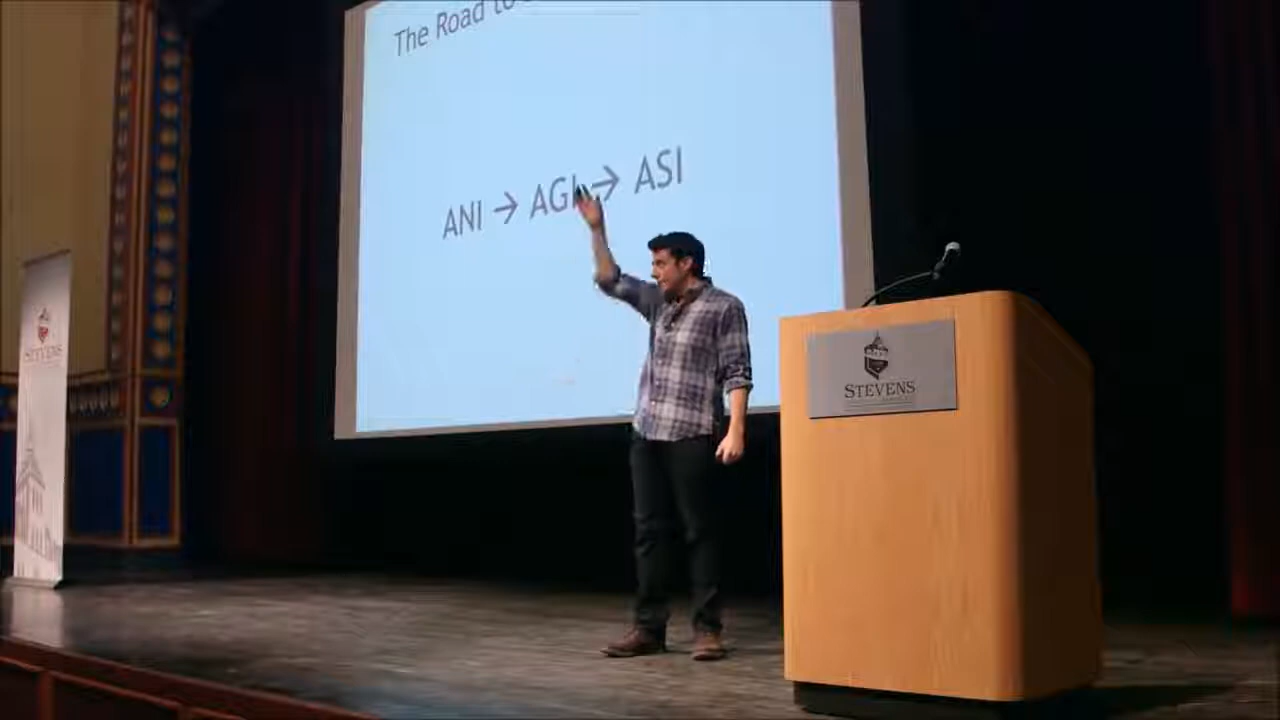 The Road to
ANI → AGI → ASI
STEVENS
STEVENS